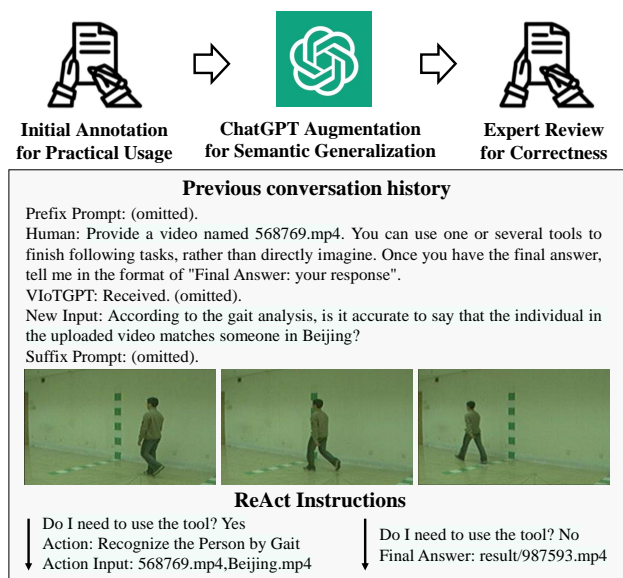 Initial Annotation
for Practical Usage
ChatGPT Augmentation
for Semantic Generalization
Expert Review
for Correctness
Previous conversation history
Prefix Prompt: (omitted).
Human: Provide a video named 568769.mp4. You can use one or several tools to
finish following tasks, rather than directly imagine. Once you have the final answer,
tell me in the format of "Final Answer: your response".
VIoTGPT: Received. (omitted).
New Input: According to the gait analysis, is it accurate to say that the individual in
the uploaded video matches someone in Beijing?
Suffix Prompt: (omitted).
ReAct Instructions
Do I need to use the tool? Yes
Action: Recognize the Person by Gait
Action Input: 568769.mp4,Beijing.mp4
Do I need to use the tool? No
Final Answer: result/987593.mp4